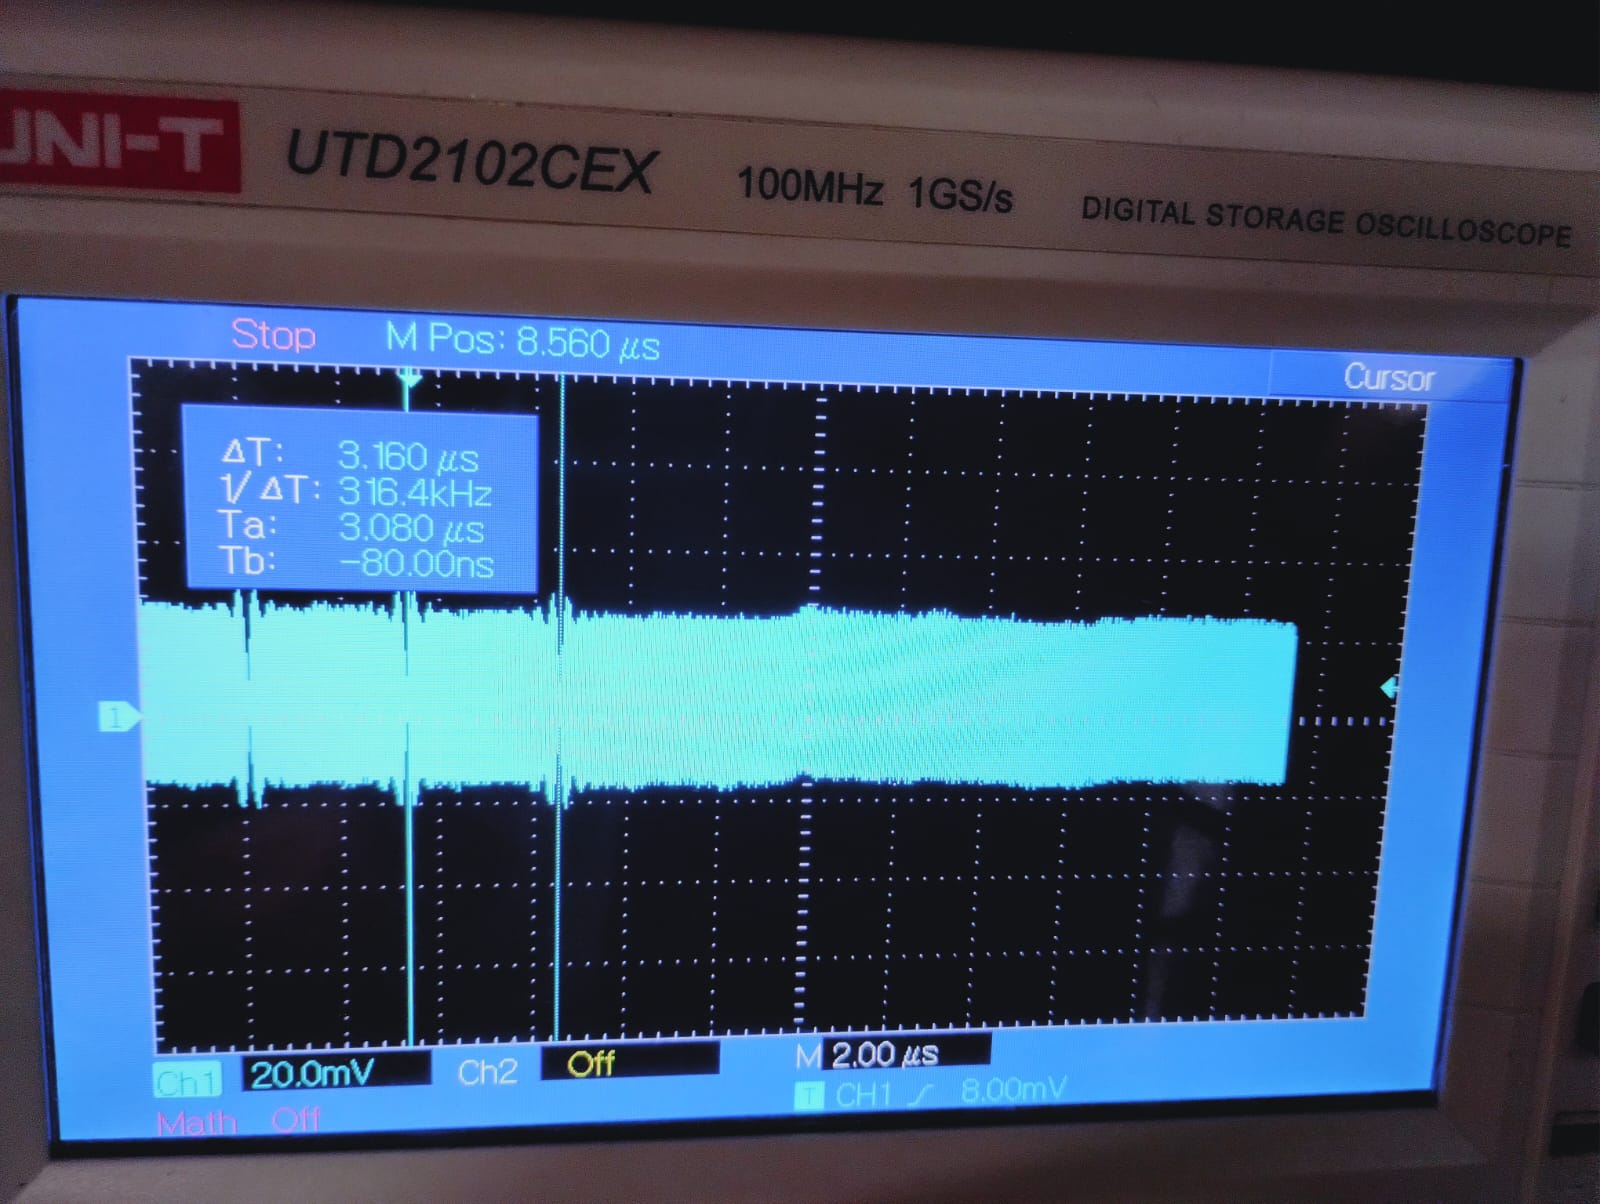 UNI-T UTD2102CEX 100MHz 1GS/s DIGITAL STORAGE OSCILLOSCOPE
Stop M Pos: 8.560 μs
Cursor
ΔT: 3.160 μs
1/ΔT: 316.4kHz
Ta: 3.080 μs
Tb: -80.00ns
1
Ch1 20.0mV Ch2 Off M 2.00 μs
T CH1 8.00mV
Math Off